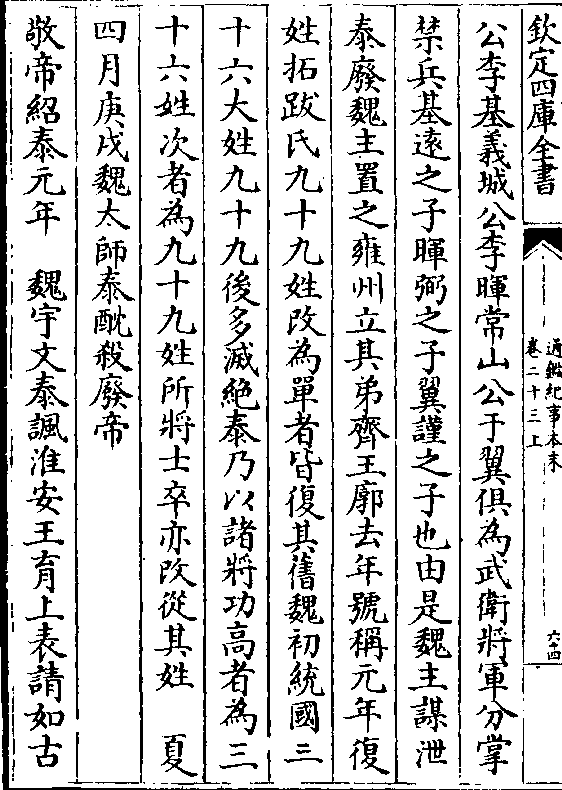 欽定四庫全書
通鑑紀事本末
卷二十三上
六十四
公李基義城公李暉常山公于翼俱為武衛將軍分掌
禁兵基遠之子暉弼之子翼謹之子也由是魏主謀泄
泰廢魏主置之雍州立其弟齊王廓去年號稱元年復
姓拓跋氏九十九姓改為單者皆復其舊魏初統國三
十六大姓九十九後多滅絶泰乃以諸將功高者為三
十六姓次者為九十九姓所將士卒亦改從其姓　夏
四月庚戌魏太師泰酖殺廢帝
敬帝紹泰元年　魏宇文泰諷淮安王育上表請如古